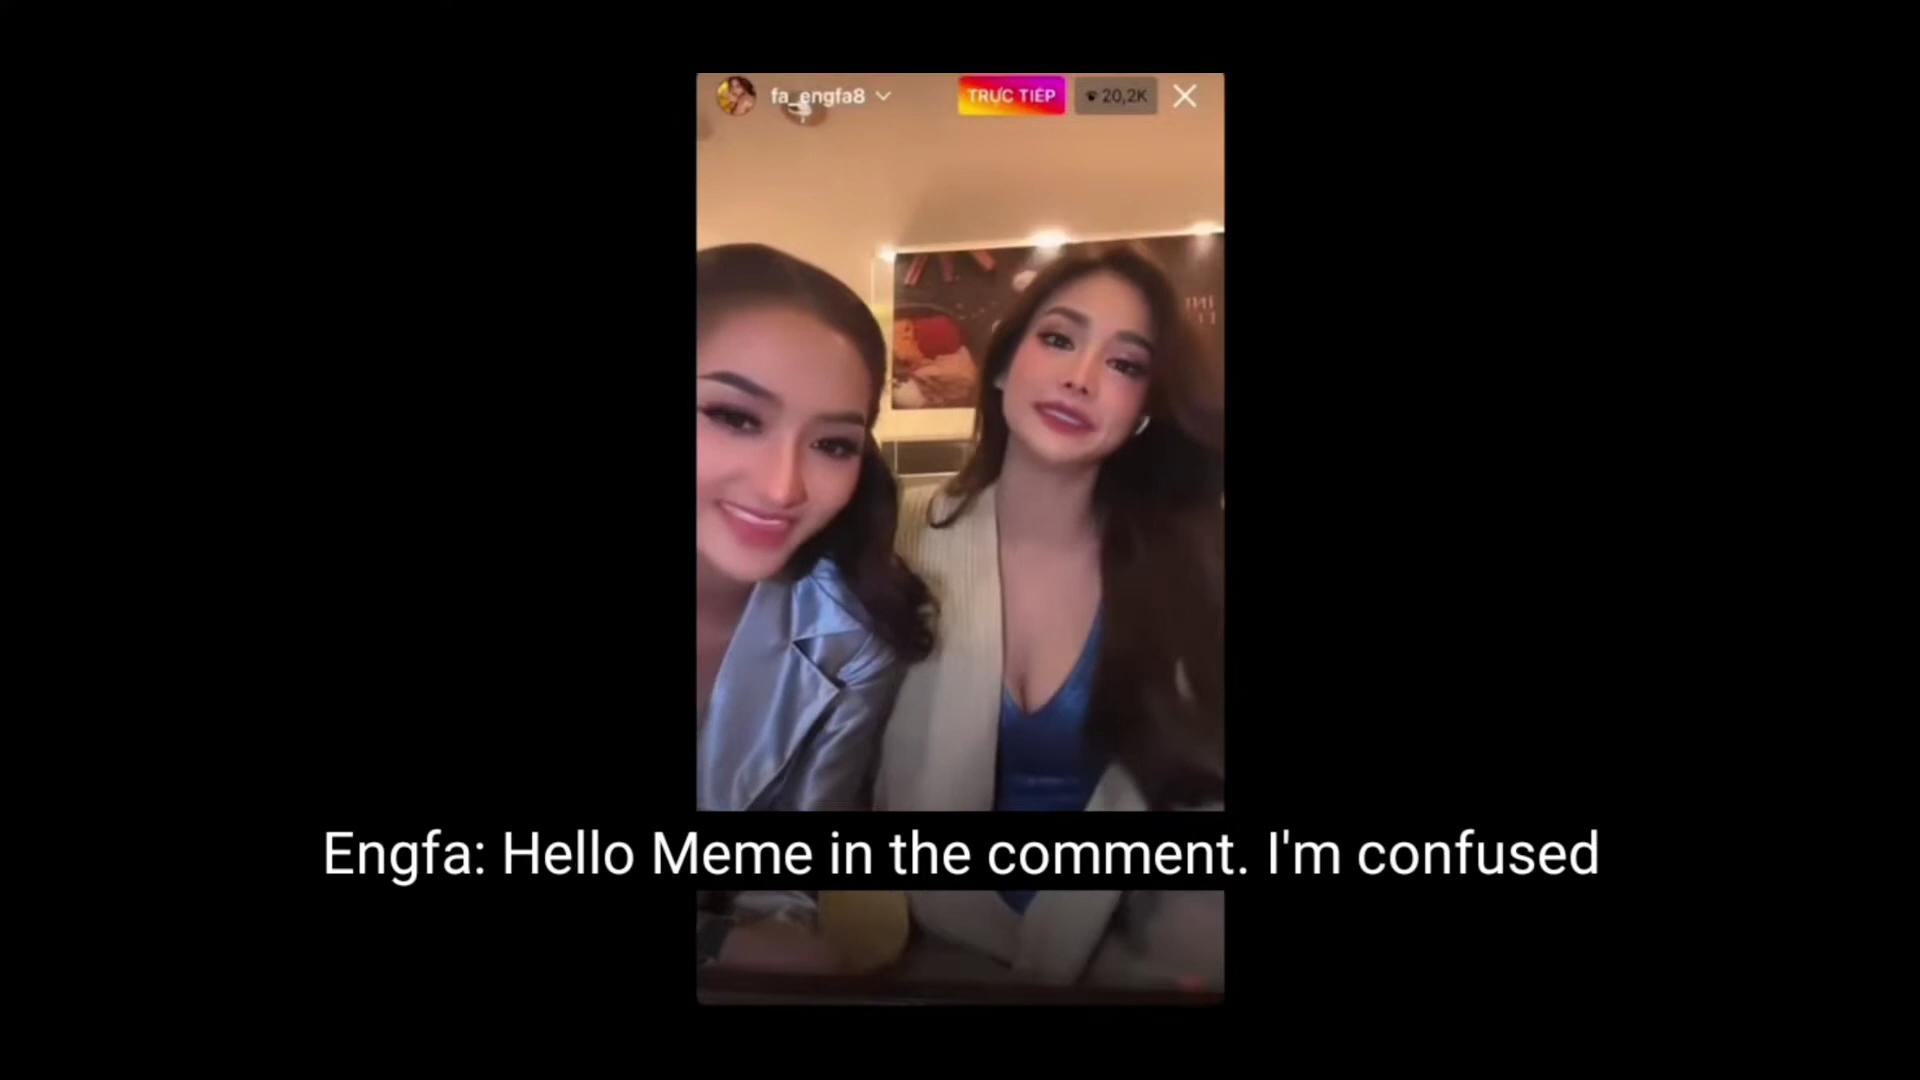 fa_engfa8
TRỰC TIẾP
20,2K
Engfa: Hello Meme in the comment. I'm confused